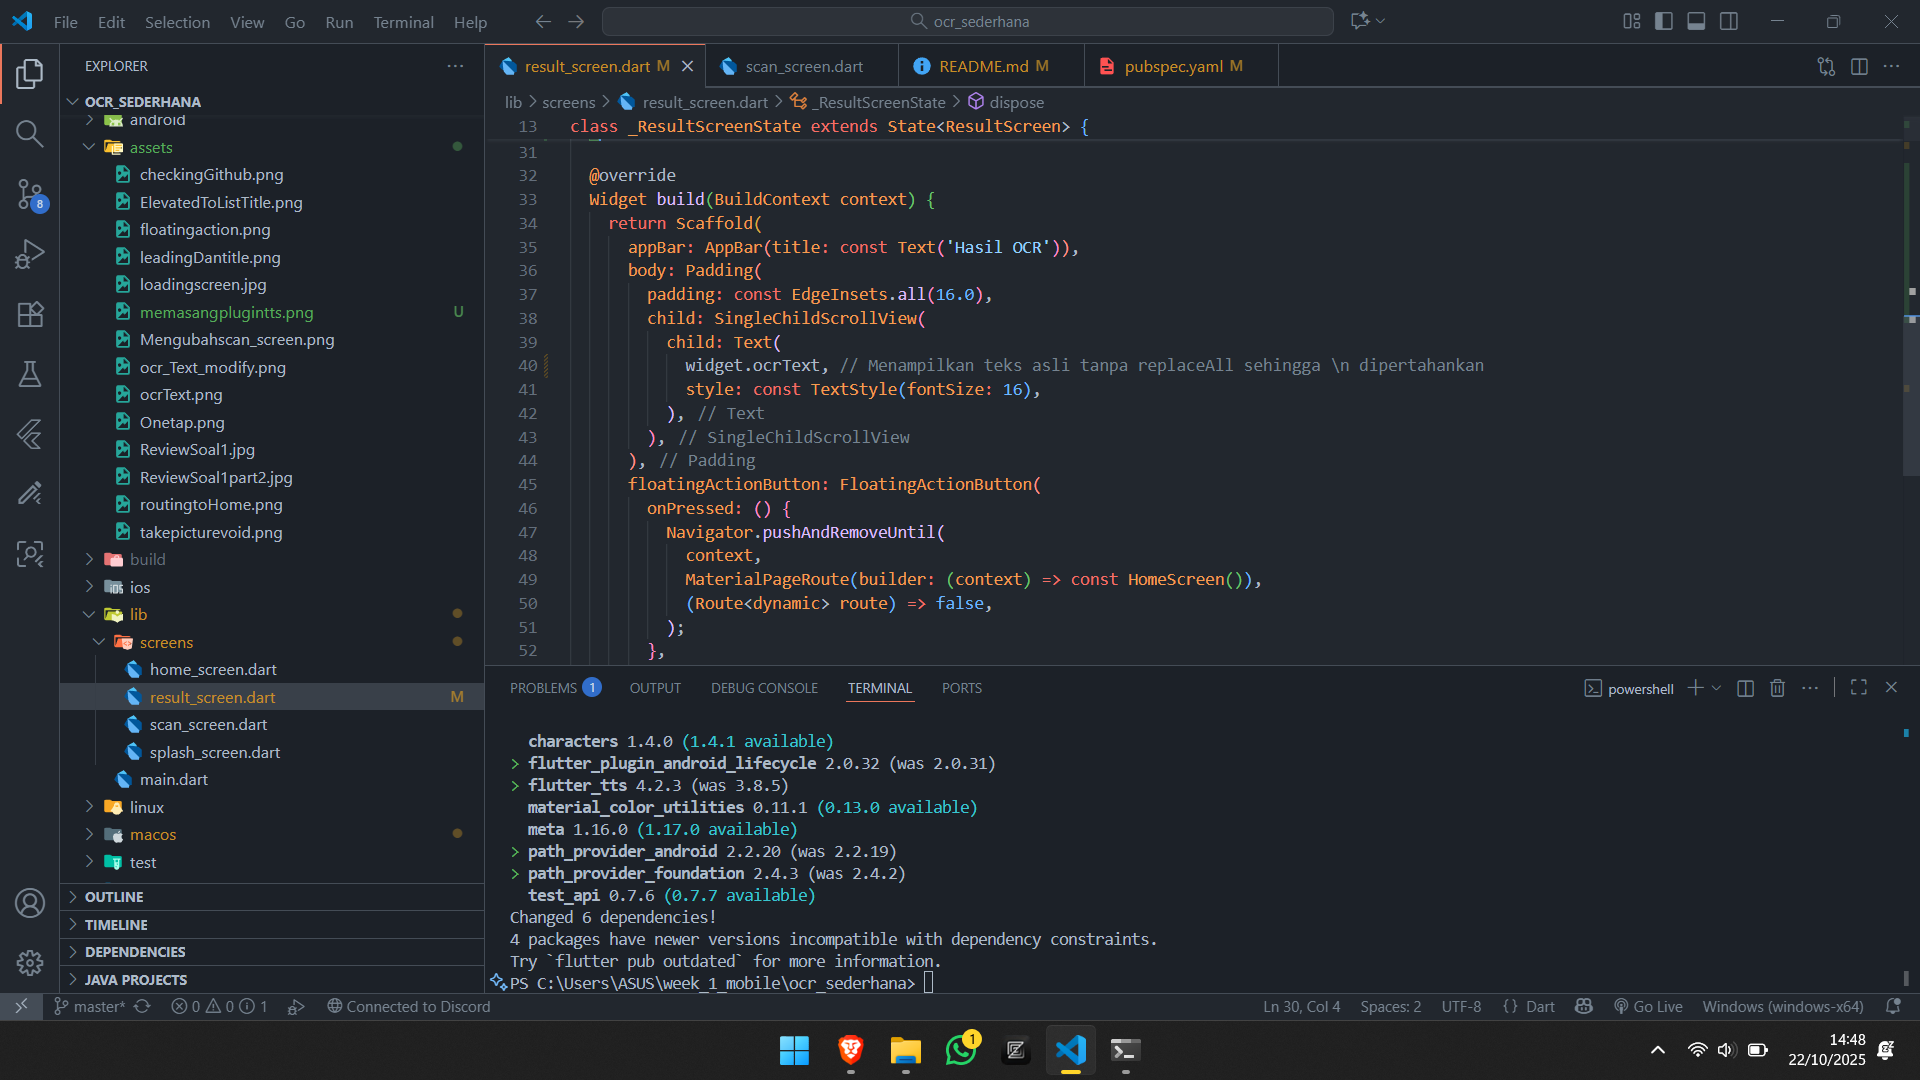 File Edit Selection View Go Run Terminal Help
ocr_sederhana
EXPLORER
OCR_SEDERHANA
android
assets
checkingGithub.png
ElevatedToListTitle.png
floatingaction.png
leadingDantitle.png
loadingscreen.jpg
memasangplugintts.png U
Mengubahscan_screen.png
ocr_Text_modify.png
ocrText.png
Onetap.png
ReviewSoal1.jpg
ReviewSoal1part2.jpg
routingtoHome.png
takepicturevoid.png
build
ios
lib
screens
home_screen.dart
result_screen.dart M
scan_screen.dart
splash_screen.dart
main.dart
linux
macos
test
OUTLINE
TIMELINE
DEPENDENCIES
JAVA PROJECTS
8
result_screen.dart M
scan_screen.dart
README.md M
pubspec.yaml M
lib > screens > result_screen.dart > _ResultScreenState > dispose
13 class _ResultScreenState extends State<ResultScreen> {
31
32 @override
33 Widget build(BuildContext context) {
34 return Scaffold(
35 appBar: AppBar(title: const Text('Hasil OCR')),
36 body: Padding(
37 padding: const EdgeInsets.all(16.0),
38 child: SingleChildScrollView(
39 child: Text(
40 widget.ocrText, // Menampilkan teks asli tanpa replaceAll sehingga \n dipertahankan
41 style: const TextStyle(fontSize: 16),
42 ), // Text
43 ), // SingleChildScrollView
44 ), // Padding
45 floatingActionButton: FloatingActionButton(
46 onPressed: () {
47 Navigator.pushAndRemoveUntil(
48 context,
49 MaterialPageRoute(builder: (context) => const HomeScreen()),
50 (Route<dynamic> route) => false,
51 );
52 },
PROBLEMS 1 OUTPUT DEBUG CONSOLE TERMINAL PORTS
powershell
characters 1.4.0 (1.4.1 available)
> flutter_plugin_android_lifecycle 2.0.32 (was 2.0.31)
> flutter_tts 4.2.3 (was 3.8.5)
material_color_utilities 0.11.1 (0.13.0 available)
meta 1.16.0 (1.17.0 available)
> path_provider_android 2.2.20 (was 2.2.19)
> path_provider_foundation 2.4.3 (was 2.4.2)
test_api 0.7.6 (0.7.7 available)
Changed 6 dependencies!
4 packages have newer versions incompatible with dependency constraints.
Try `flutter pub outdated` for more information.
PS C:\Users\ASUS\week_1_mobile\ocr_sederhana>
master* 0 0 1 Connected to Discord
Ln 30, Col 4 Spaces: 2 UTF-8 {} Dart Go Live Windows (windows-x64)
1
14:48
22/10/2025